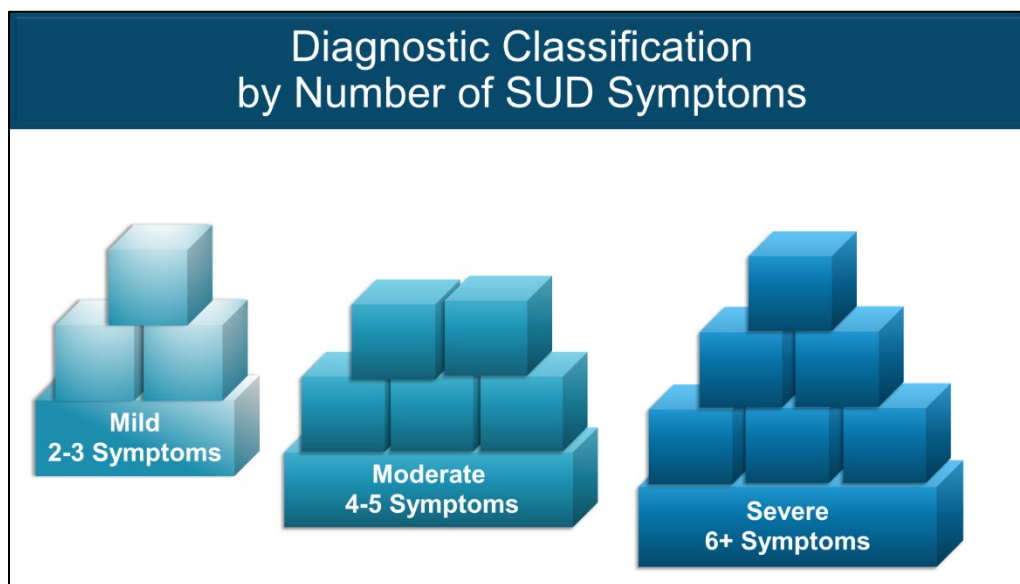 Diagnostic Classification
by Number of SUD Symptoms
Mild
2-3 Symptoms
Moderate
4-5 Symptoms
Severe
6+ Symptoms